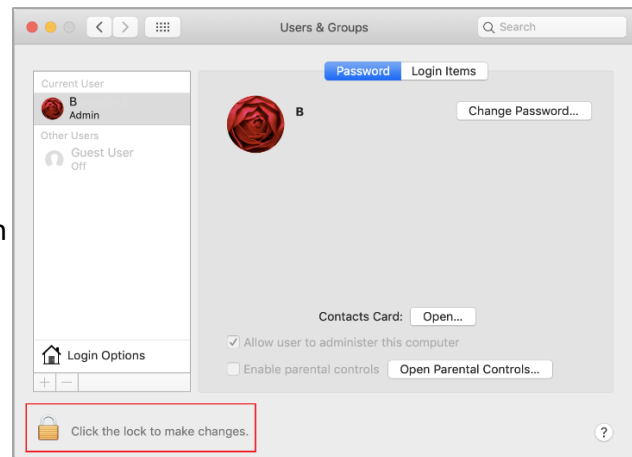 Users & Groups
Search
Password
Login Items
Current User
B
Admin
Other Users
Guest User
Off
B
Change Password...
Contacts Card:
Open...
Allow user to administer this computer
Enable parental controls
Open Parental Controls...
Login Options
+ −
Click the lock to make changes.
?
n